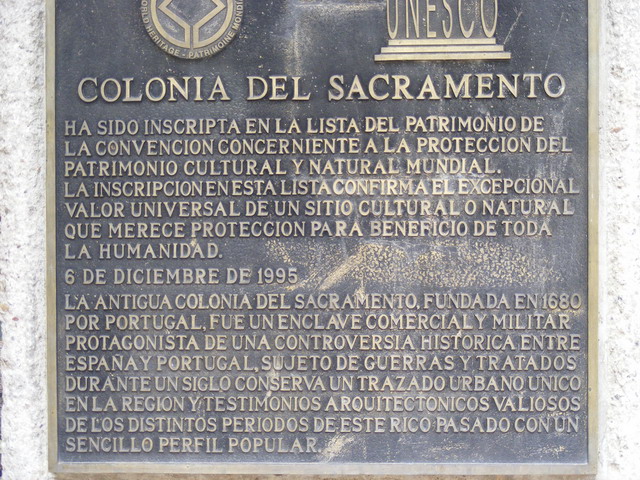 WORLD HERITAGE • PATRIMOINE MONDIAL
UNESCO
COLONIA DEL SACRAMENTO
HA SIDO INSCRIPTA EN LA LISTA DEL PATRIMONIO DE
LA CONVENCION CONCERNIENTE A LA PROTECCION DEL
PATRIMONIO CULTURAL Y NATURAL MUNDIAL.
LA INSCRIPCION EN ESTA LISTA CONFIRMA EL EXCEPCIONAL
VALOR UNIVERSAL DE UN SITIO CULTURAL O NATURAL
QUE MERECE PROTECCION PARA BENEFICIO DE TODA
LA HUMANIDAD.
6 DE DICIEMBRE DE 1995
LA ANTIGUA COLONIA DEL SACRAMENTO, FUNDADA EN 1680
POR PORTUGAL, FUE UN ENCLAVE COMERCIAL Y MILITAR
PROTAGONISTA DE UNA CONTROVERSIA HISTORICA ENTRE
ESPAÑA Y PORTUGAL, SUJETO DE GUERRAS Y TRATADOS
DURANTE UN SIGLO CONSERVA UN TRAZADO URBANO UNICO
EN LA REGION Y TESTIMONIOS ARQUITECTONICOS VALIOSOS
DE LOS DISTINTOS PERIODOS DE ESTE RICO PASADO CON UN
SENCILLO PERFIL POPULAR.